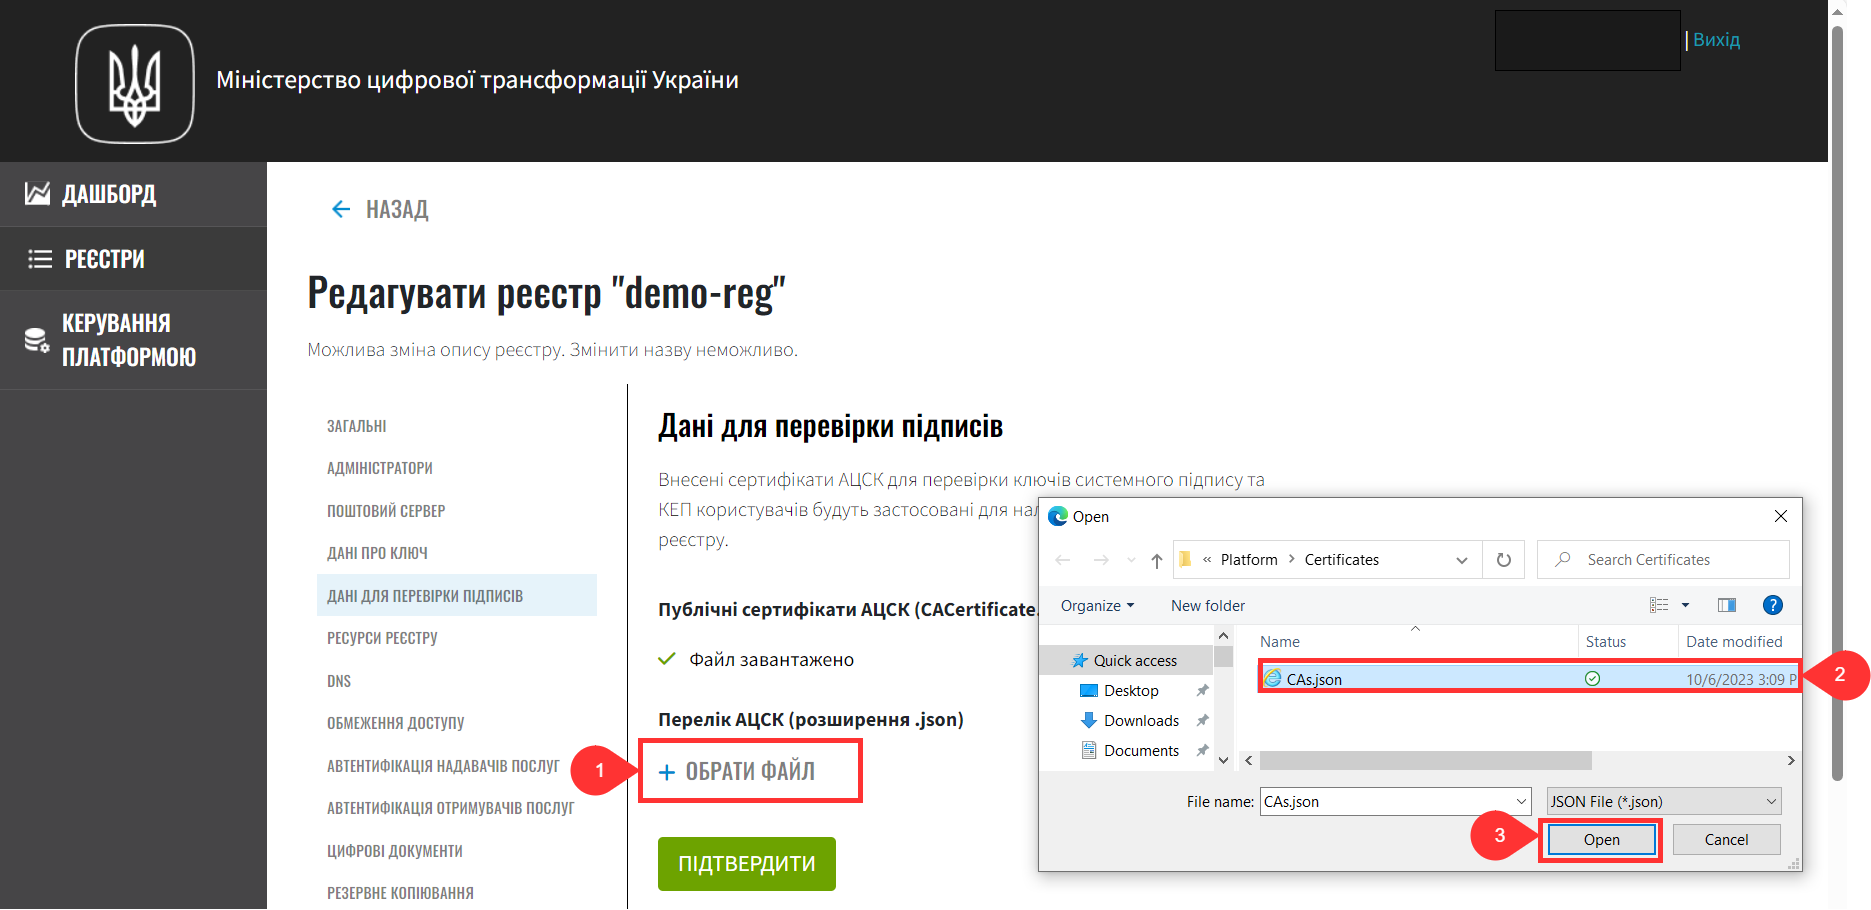 Міністерство цифрової трансформації України
| Вихід
ДАШБОРД
РЕЄСТРИ
КЕРУВАННЯ
ПЛАТФОРМОЮ
← НАЗАД
Редагувати реєстр "demo-reg"
Можлива зміна опису реєстру. Змінити назву неможливо.
ЗАГАЛЬНІ
АДМІНІСТРАТОРИ
ПОШТОВИЙ СЕРВЕР
ДАНІ ПРО КЛЮЧ
ДАНІ ДЛЯ ПЕРЕВІРКИ ПІДПИСІВ
РЕСУРСИ РЕЄСТРУ
DNS
ОБМЕЖЕННЯ ДОСТУПУ
АВТЕНТИФІКАЦІЯ НАДАВАЧІВ ПОСЛУГ
АВТЕНТИФІКАЦІЯ ОТРИМУВАЧІВ ПОСЛУГ
ЦИФРОВІ ДОКУМЕНТИ
РЕЗЕРВНЕ КОПІЮВАННЯ
Дані для перевірки підписів
Внесені сертифікати АЦСК для перевірки ключів системного підпису та
КЕП користувачів будуть застосовані для
реєстру.
Публічні сертифікати АЦСК (CACertificate.
Файл завантажено
Перелік АЦСК (розширення .json)
1
+ ОБРАТИ ФАЙЛ
ПІДТВЕРДИТИ
Open
« Platform > Certificates
Search Certificates
Organize
New folder
?
Name
Status
Date modified
Quick access
Desktop
Downloads
Documents
CAs.json
10/6/2023 3:09 P
2
File name:
CAs.json
JSON File (*.json)
3
Open
Cancel